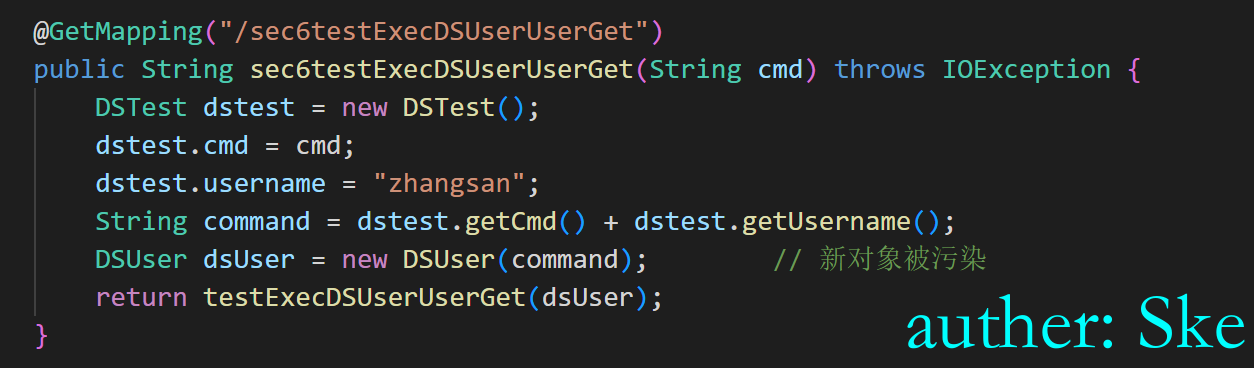 @GetMapping("/sec6testExecDSUserUserGet")
public String sec6testExecDSUserUserGet(String cmd) throws IOException {
    DSTest dstest = new DSTest();
    dstest.cmd = cmd;
    dstest.username = "zhangsan";
    String command = dstest.getCmd() + dstest.getUsername();
    DSUser dsUser = new DSUser(command);        // 新对象被污染
    return testExecDSUserUserGet(dsUser);
}
auther: Ske